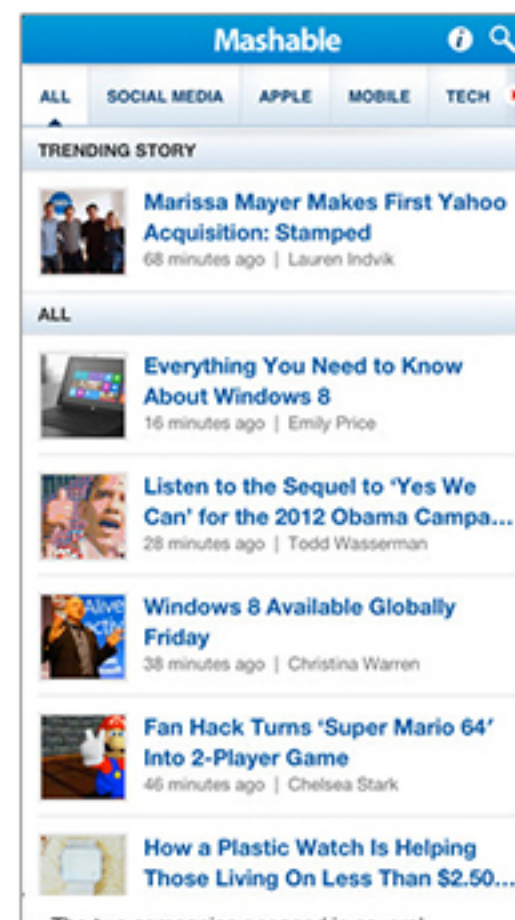 Mashable
ALL SOCIAL MEDIA APPLE MOBILE TECH
TRENDING STORY
Marissa Mayer Makes First Yahoo
Acquisition: Stamped
68 minutes ago | Lauren Indvik
ALL
Everything You Need to Know
About Windows 8
16 minutes ago | Emily Price
Listen to the Sequel to ‘Yes We
Can’ for the 2012 Obama Campa...
28 minutes ago | Todd Wasserman
Windows 8 Available Globally
Friday
38 minutes ago | Christina Warren
Fan Hack Turns ‘Super Mario 64′
Into 2-Player Game
46 minutes ago | Chelsea Stark
How a Plastic Watch Is Helping
Those Living On Less Than $2.50...